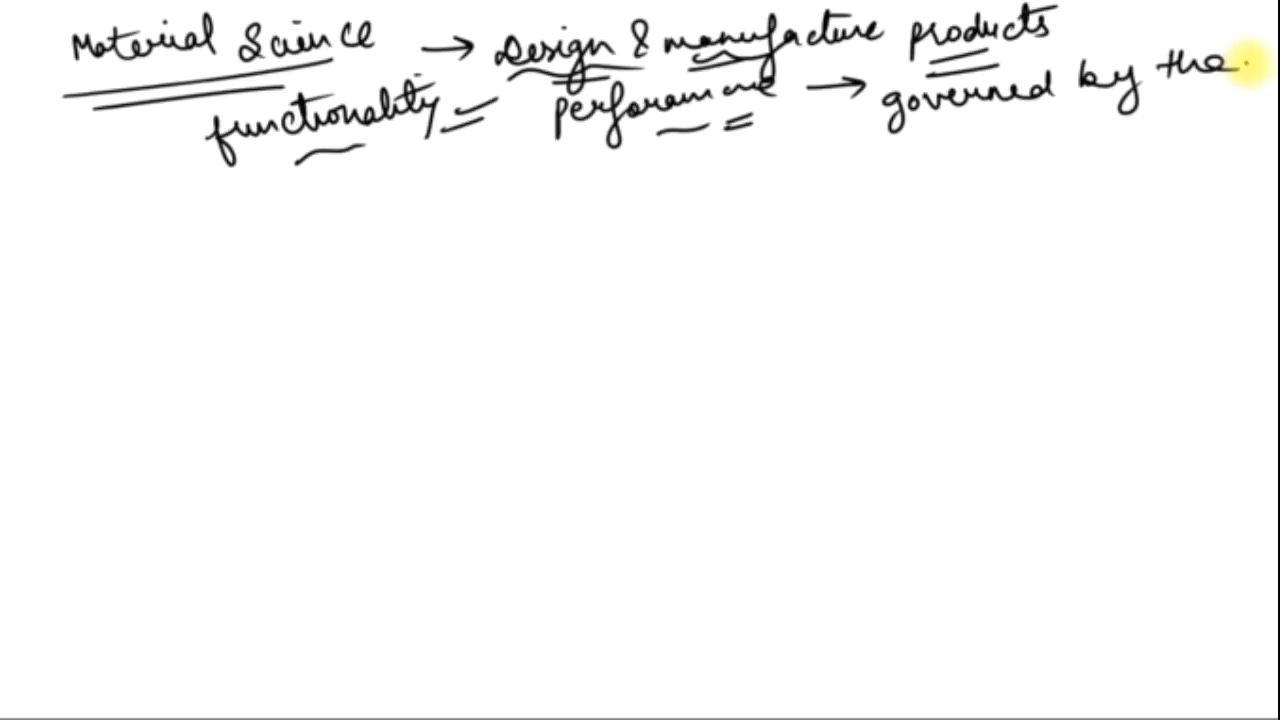 Material Science → Design & manufacture products
functionality performance → governed by the